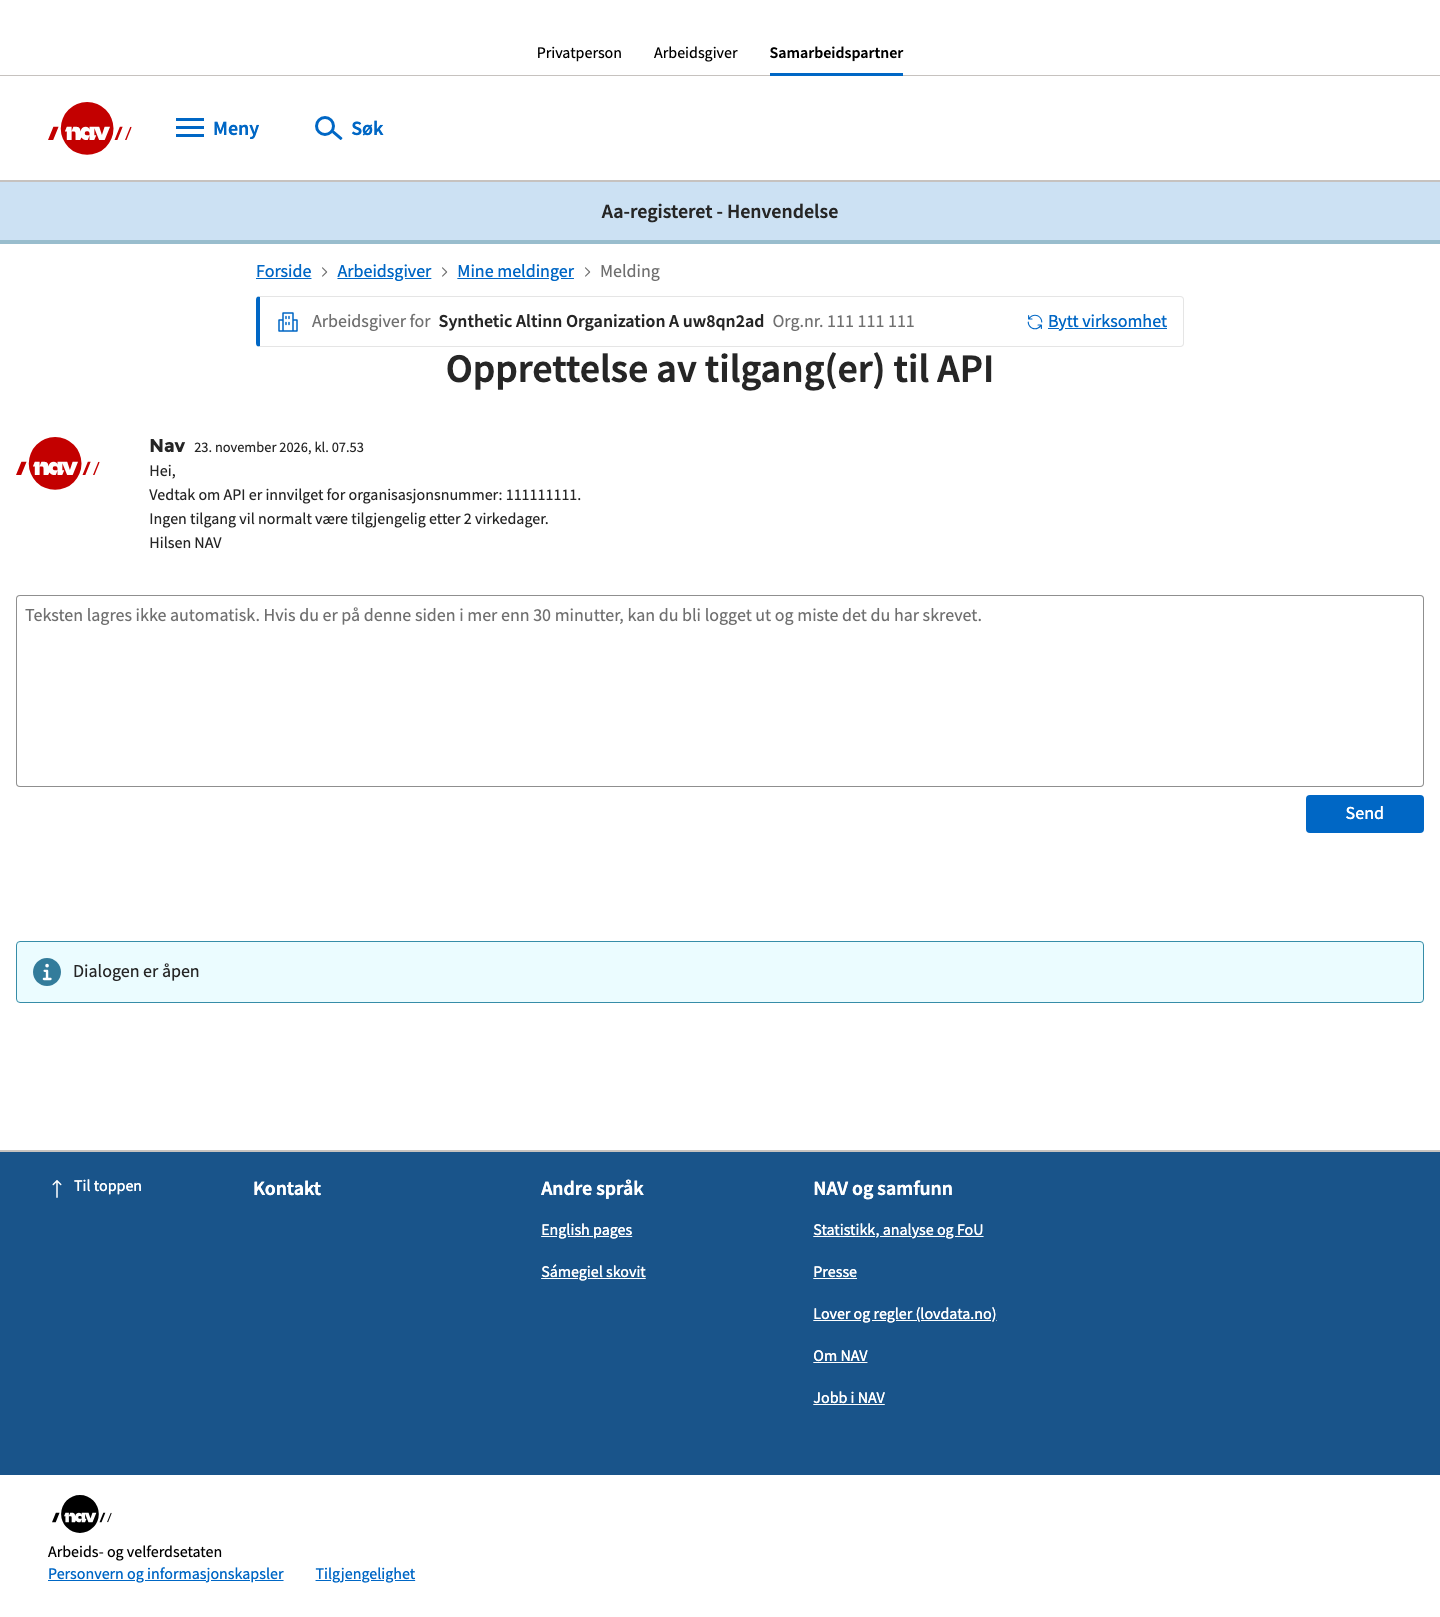 Privatperson Arbeidsgiver Samarbeidspartner
nav Meny Søk
Aa-registeret - Henvendelse
Forside Arbeidsgiver Mine meldinger Melding
Arbeidsgiver for Synthetic Altinn Organization A uw8qn2ad Org.nr. 111 111 111 Bytt virksomhet
Opprettelse av tilgang(er) til API
nav Nav 23. november 2026, kl. 07.53
Hei,
Vedtak om API er innvilget for organisasjonsnummer: 111111111.
Ingen tilgang vil normalt være tilgjengelig etter 2 virkedager.
Hilsen NAV
Teksten lagres ikke automatisk. Hvis du er på denne siden i mer enn 30 minutter, kan du bli logget ut og miste det du har skrevet.
Send
Dialogen er åpen
Til toppen
Kontakt
Andre språk
English pages
Sámegiel skovit
NAV og samfunn
Statistikk, analyse og FoU
Presse
Lover og regler (lovdata.no)
Om NAV
Jobb i NAV
nav
Arbeids- og velferdsetaten
Personvern og informasjonskapsler Tilgjengelighet